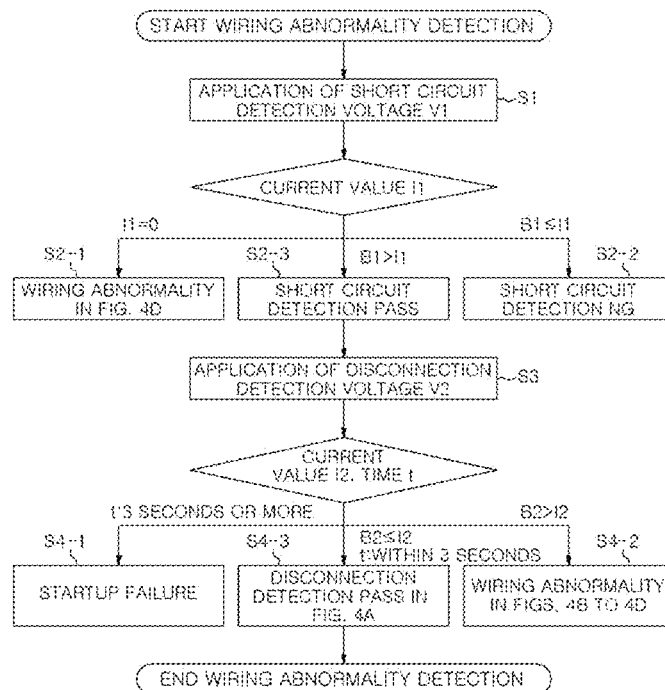 START WIRING ABNORMALITY DETECTION
APPLICATION OF SHORT CIRCUIT
DETECTION VOLTAGE V1
S1
CURRENT VALUE I1
I1=0
B1>I1
B1≤I1
S2-1
S2-3
S2-2
WIRING ABNORMALITY
IN FIG. 4D
SHORT CIRCUIT
DETECTION PASS
SHORT CIRCUIT
DETECTION NG
APPLICATION OF DISCONNECTION
DETECTION VOLTAGE V2
S3
CURRENT
VALUE I2, TIME t
t:3 SECONDS OR MORE
B2≤I2
t:WITHIN 3 SECONDS
B2>I2
S4-1
S4-3
S4-2
STARTUP FAILURE
DISCONNECTION
DETECTION PASS IN
FIG. 4A
WIRING ABNORMALITY
IN FIGS. 4B TO 4D
END WIRING ABNORMALITY DETECTION